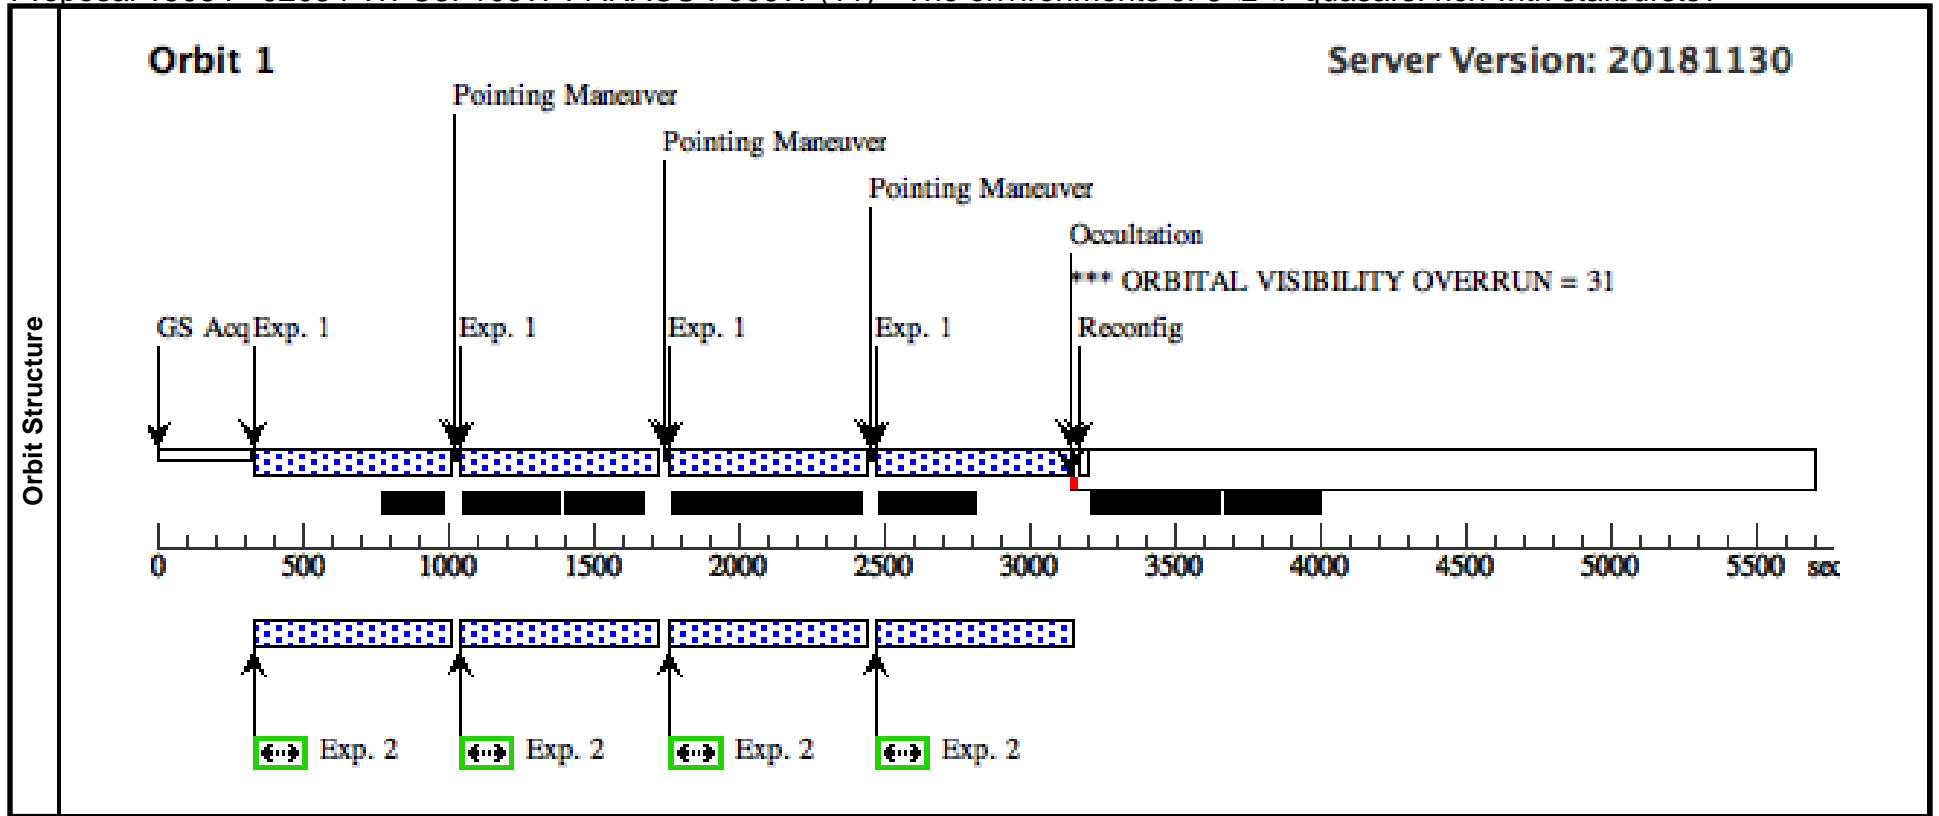 Orbit 1
Server Version: 20181130
Pointing Maneuver
Pointing Maneuver
Pointing Maneuver
Occultation
*** ORBITAL VISIBILITY OVERRUN = 31
GS Acq Exp. 1 Exp. 1 Exp. 1 Exp. 1 Reconfig
Orbit Structure
0 500 1000 1500 2000 2500 3000 3500 4000 4500 5000 5500 sec
Exp. 2 Exp. 2 Exp. 2 Exp. 2